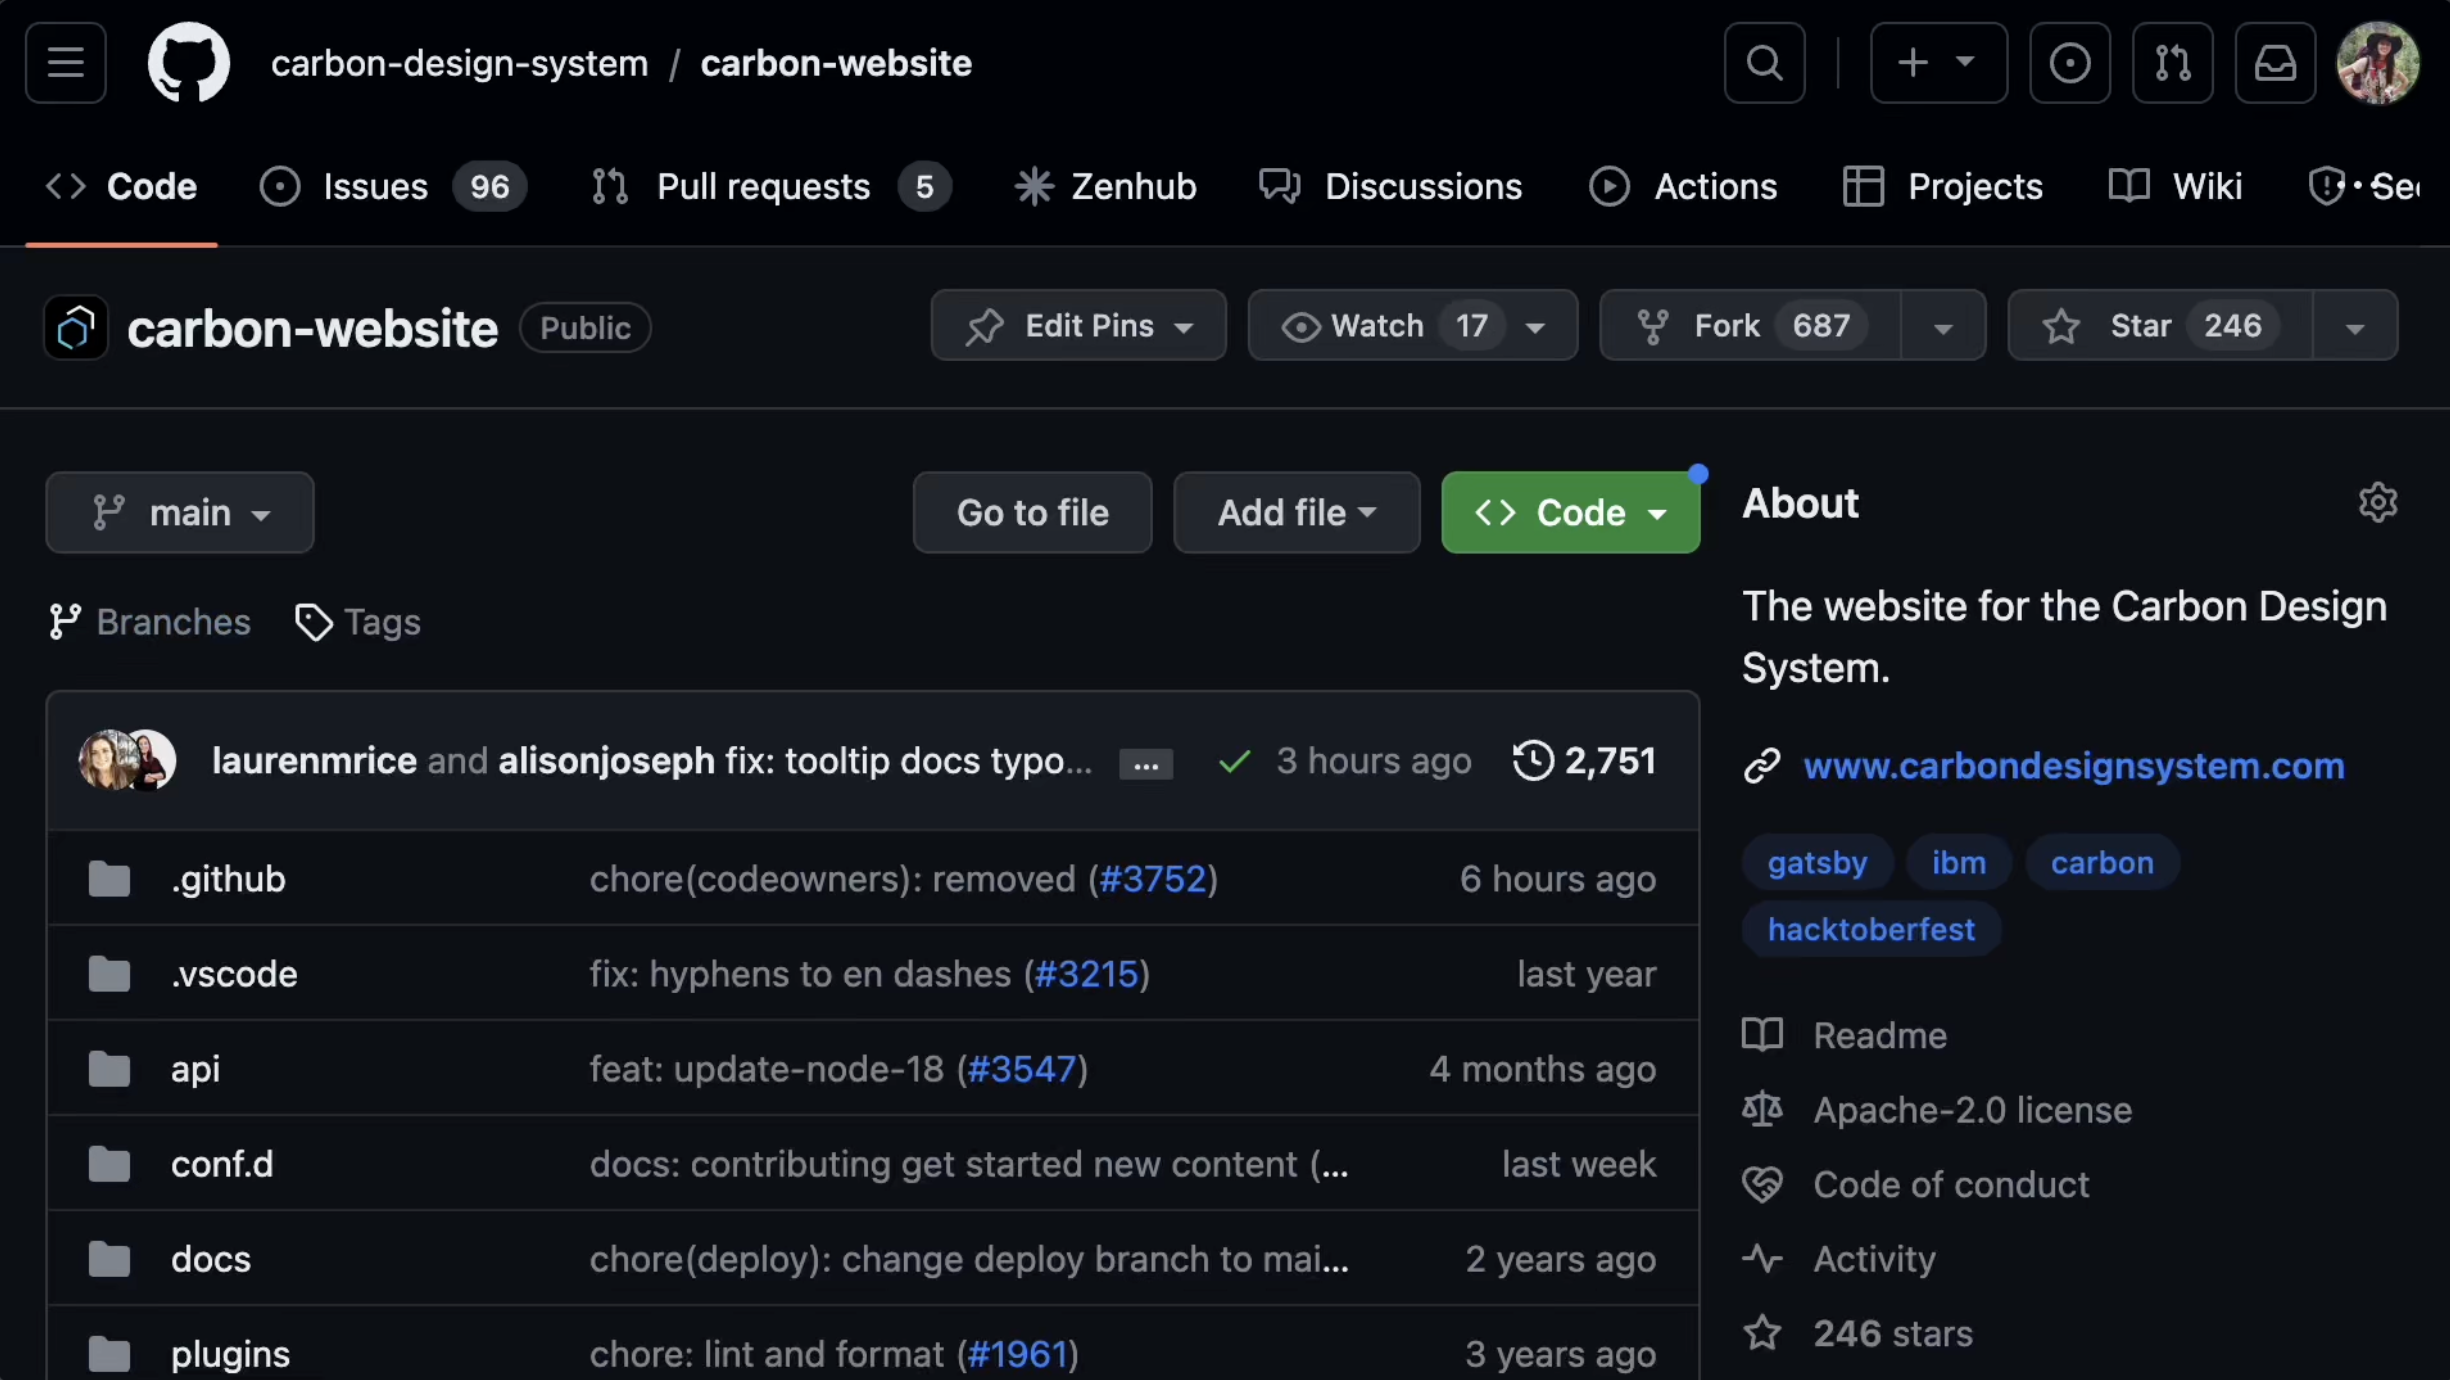 carbon-design-system / carbon-website
Code Issues 96 Pull requests 5 Zenhub Discussions Actions Projects Wiki
carbon-website Public Edit Pins Watch 17 Fork 687 Star 246
main Go to file Add file Code
Branches Tags
laurenmrice and alisonjoseph fix: tooltip docs typo... ... 3 hours ago 2,751
.github chore(codeowners): removed (#3752) 6 hours ago
.vscode fix: hyphens to en dashes (#3215) last year
api feat: update-node-18 (#3547) 4 months ago
conf.d docs: contributing get started new content (... last week
docs chore(deploy): change deploy branch to mai... 2 years ago
plugins chore: lint and format (#1961) 3 years ago
About
The website for the Carbon Design
System.
www.carbondesignsystem.com
gatsby ibm carbon
hacktoberfest
Readme
Apache-2.0 license
Code of conduct
Activity
246 stars